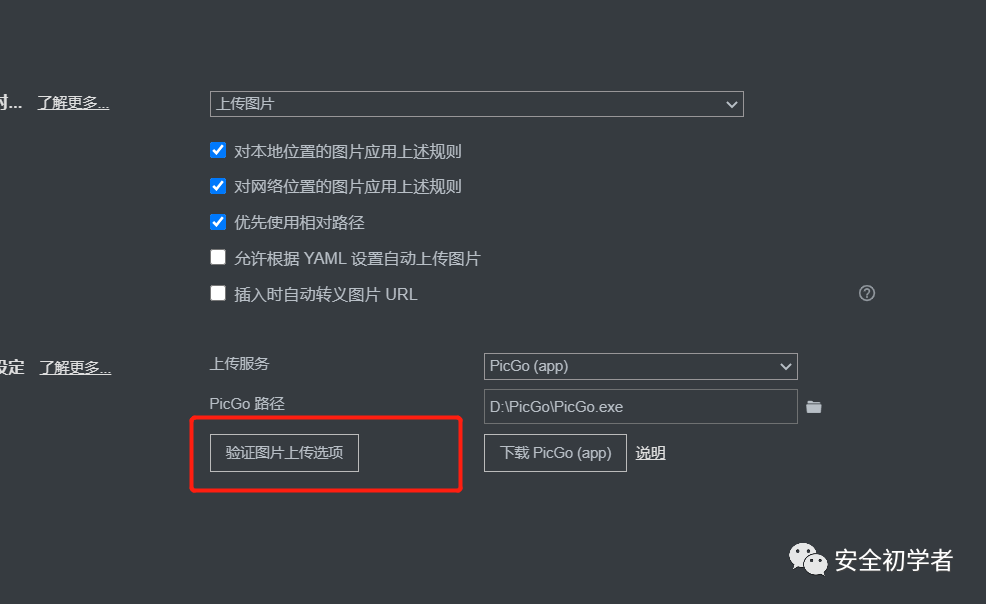 时... 了解更多... 上传图片
对本地位置的图片应用上述规则
对网络位置的图片应用上述规则
优先使用相对路径
允许根据 YAML 设置自动上传图片
插入时自动转义图片 URL
设定 了解更多... 上传服务 PicGo (app)
PicGo 路径 D:\PicGo\PicGo.exe
验证图片上传选项 下载 PicGo (app) 说明
安全初学者